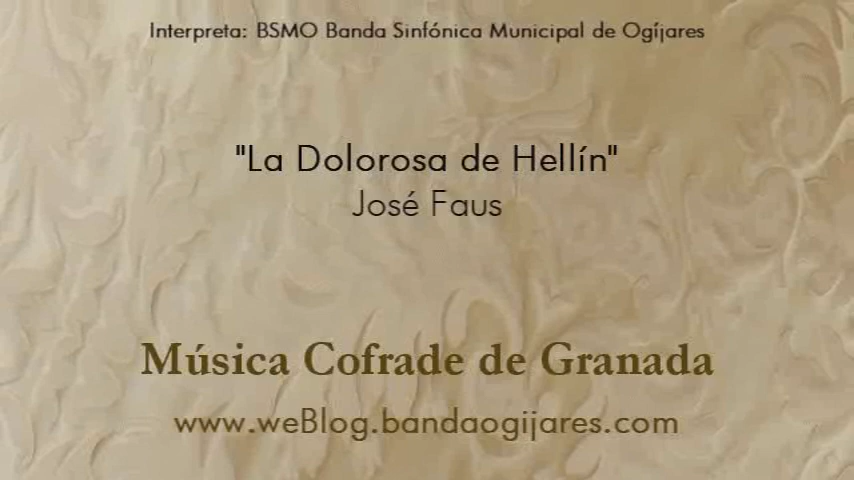 Interpreta: BSMO Banda Sinfónica Municipal de Ogíjares
"La Dolorosa de Hellín"
José Faus
Música Cofrade de Granada
www.weBlog.bandaogijares.com